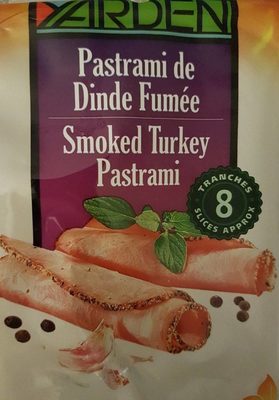 YARDEN
Pastrami de
Dinde Fumée
Smoked Turkey
Pastrami
TRANCHES
8
SLICES APPROX